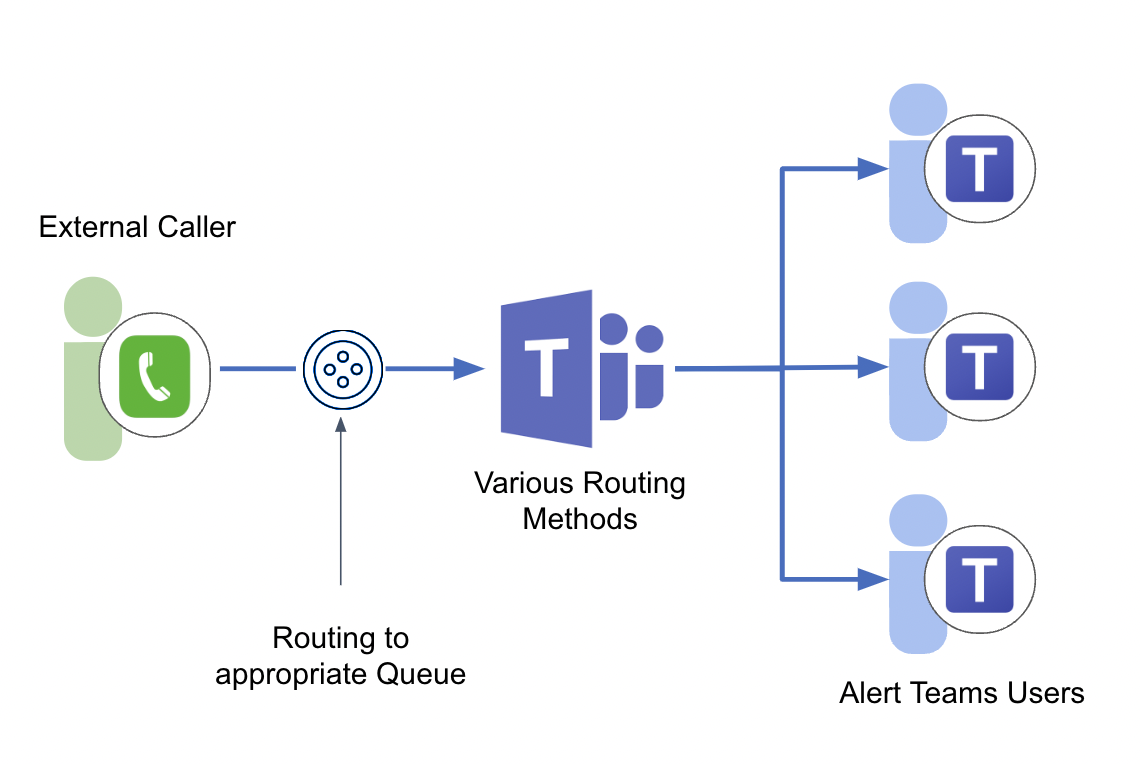 External Caller
T
T
T
T
Various Routing
Methods
Routing to
appropriate Queue
Alert Teams Users